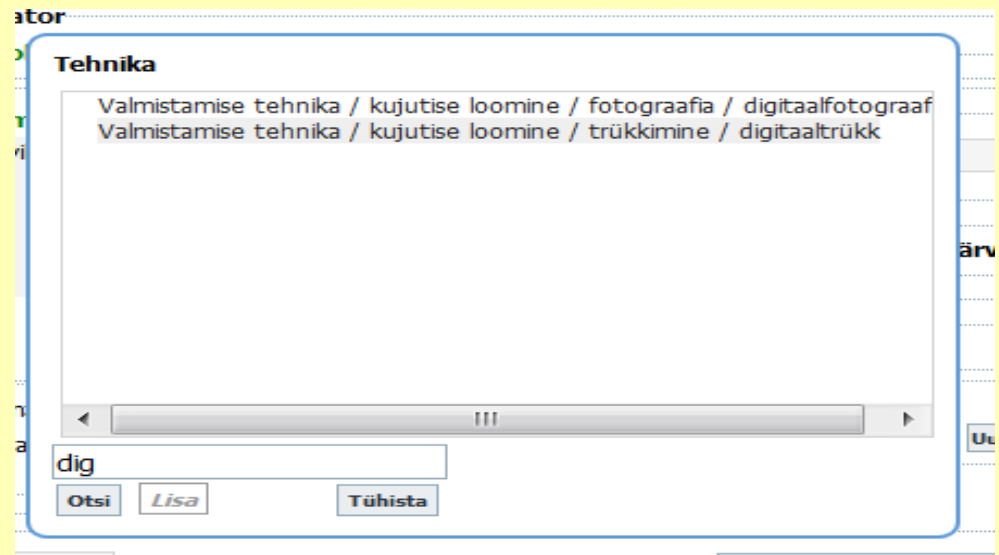 ator
Tehnika
Valmistamise tehnika / kujutise loomine / fotograafia / digitaalfotograaf
Valmistamise tehnika / kujutise loomine / trükkimine / digitaaltrükk
ärv
dig
Otsi Lisa Tühista